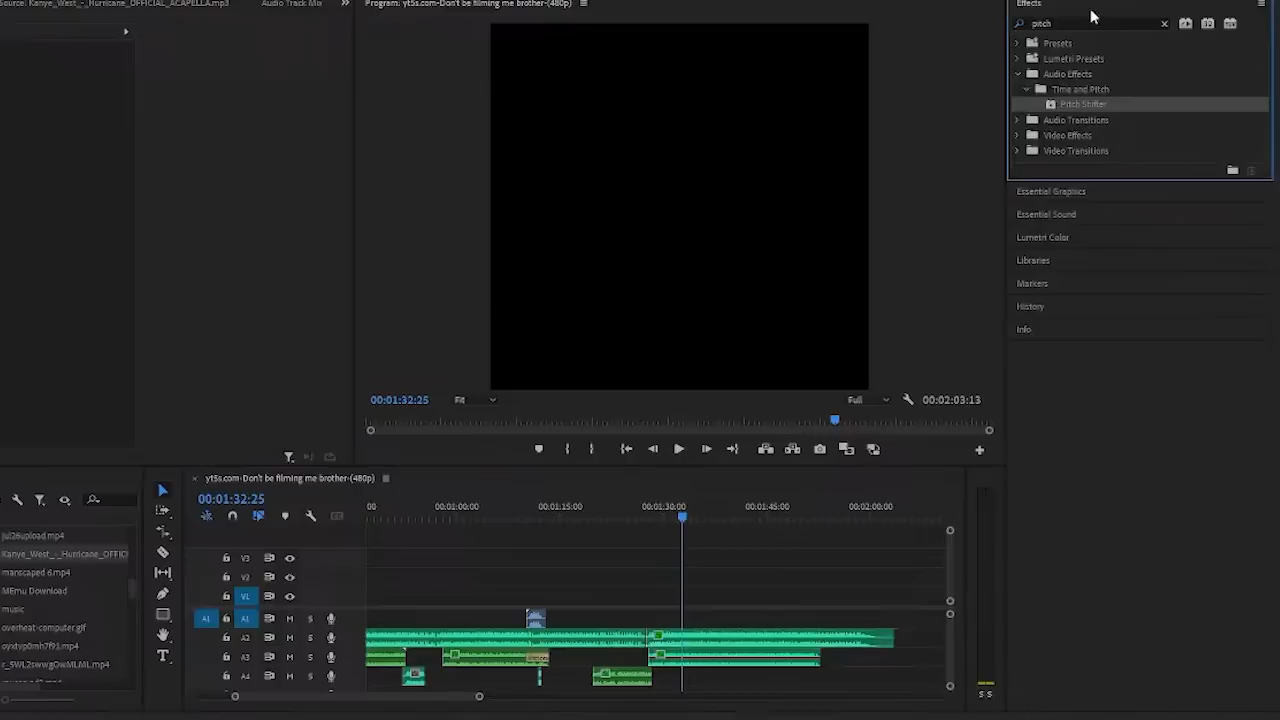 Source: Kanye_West_-_Hurricane_OFFICIAL_ACAPELLA.mp3
Audio Track Mix
Program: yt5s.com-Don't be filming me brother-(480p)
Effects
pitch
Presets
Lumetri Presets
Audio Effects
Time and Pitch
Pitch Shifter
Audio Transitions
Video Effects
Video Transitions
Essential Graphics
Essential Sound
Lumetri Color
Libraries
Markers
History
Info
00:01:32:25
Fit
Full
00:02:03:13
yt5s.com-Don't be filming me brother-(480p)
00:01:32:25
00
00:01:00:00
00:01:15:00
00:01:30:00
00:01:45:00
00:02:00:00
jul26upload.mp4
Kanye_West_-_Hurricane_OFFIC
manscaped 6.mp4
MEmu Download
music
overheat-computer.gif
oyxdyp0mh7f91.mp4
r_5WL2swwgOwMLMI.mp4
V3
V2
V1
A1 A1 M S
A2 M S
A3 M S
A4 M S
S S